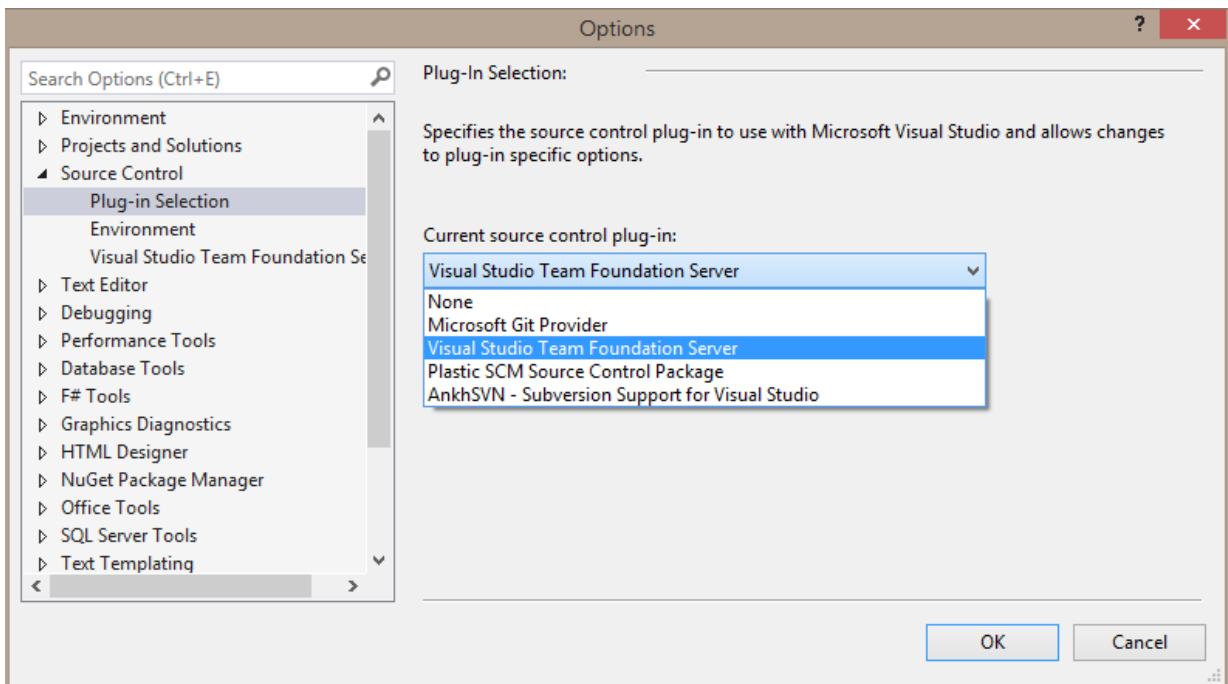 Options
?
Search Options (Ctrl+E)
Environment
Projects and Solutions
Source Control
Plug-in Selection
Environment
Visual Studio Team Foundation Se
Text Editor
Debugging
Performance Tools
Database Tools
F# Tools
Graphics Diagnostics
HTML Designer
NuGet Package Manager
Office Tools
SQL Server Tools
Text Templating
Plug-In Selection:
Specifies the source control plug-in to use with Microsoft Visual Studio and allows changes
to plug-in specific options.
Current source control plug-in:
Visual Studio Team Foundation Server
None
Microsoft Git Provider
Visual Studio Team Foundation Server
Plastic SCM Source Control Package
AnkhSVN - Subversion Support for Visual Studio
OK
Cancel